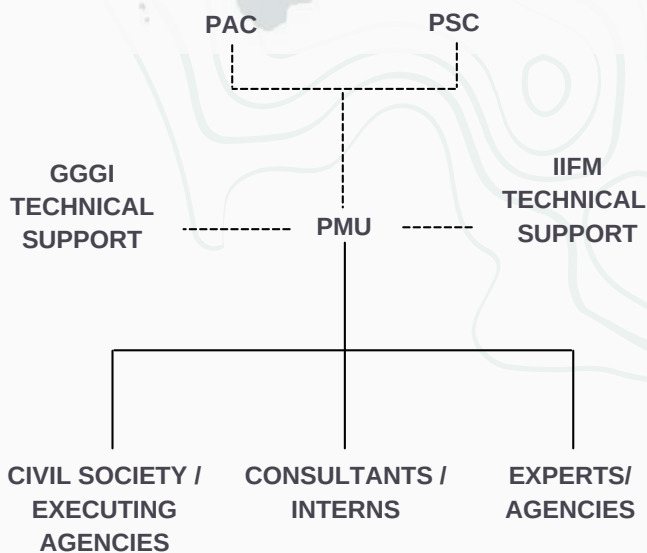 PAC
PSC
GGGI
TECHNICAL
SUPPORT
PMU
IIFM
TECHNICAL
SUPPORT
CIVIL SOCIETY /
EXECUTING
AGENCIES
CONSULTANTS /
INTERNS
EXPERTS/
AGENCIES